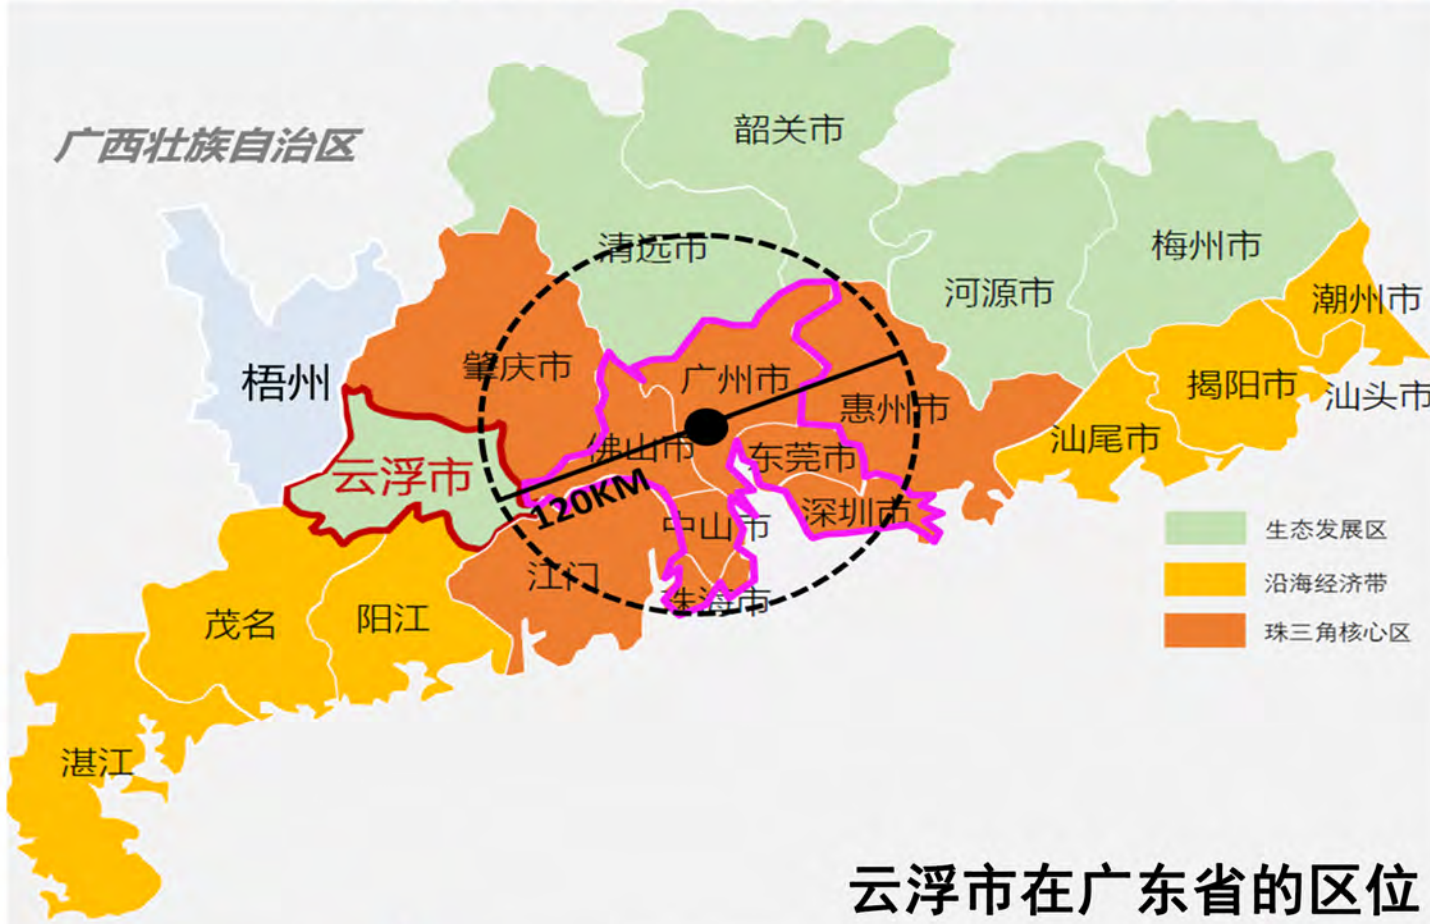 韶关市
广西壮族自治区
清远市
梅州市
河源市
潮州市
肇庆市
广州市
梧州
揭阳市
汕头市
惠州市
汕尾市
佛山市
东莞市
云浮市
120KM
深圳市
中山市
生态发展区
江门
沿海经济带
珠海市
茂名
阳江
珠三角核心区
湛江
云浮市在广东省的区位